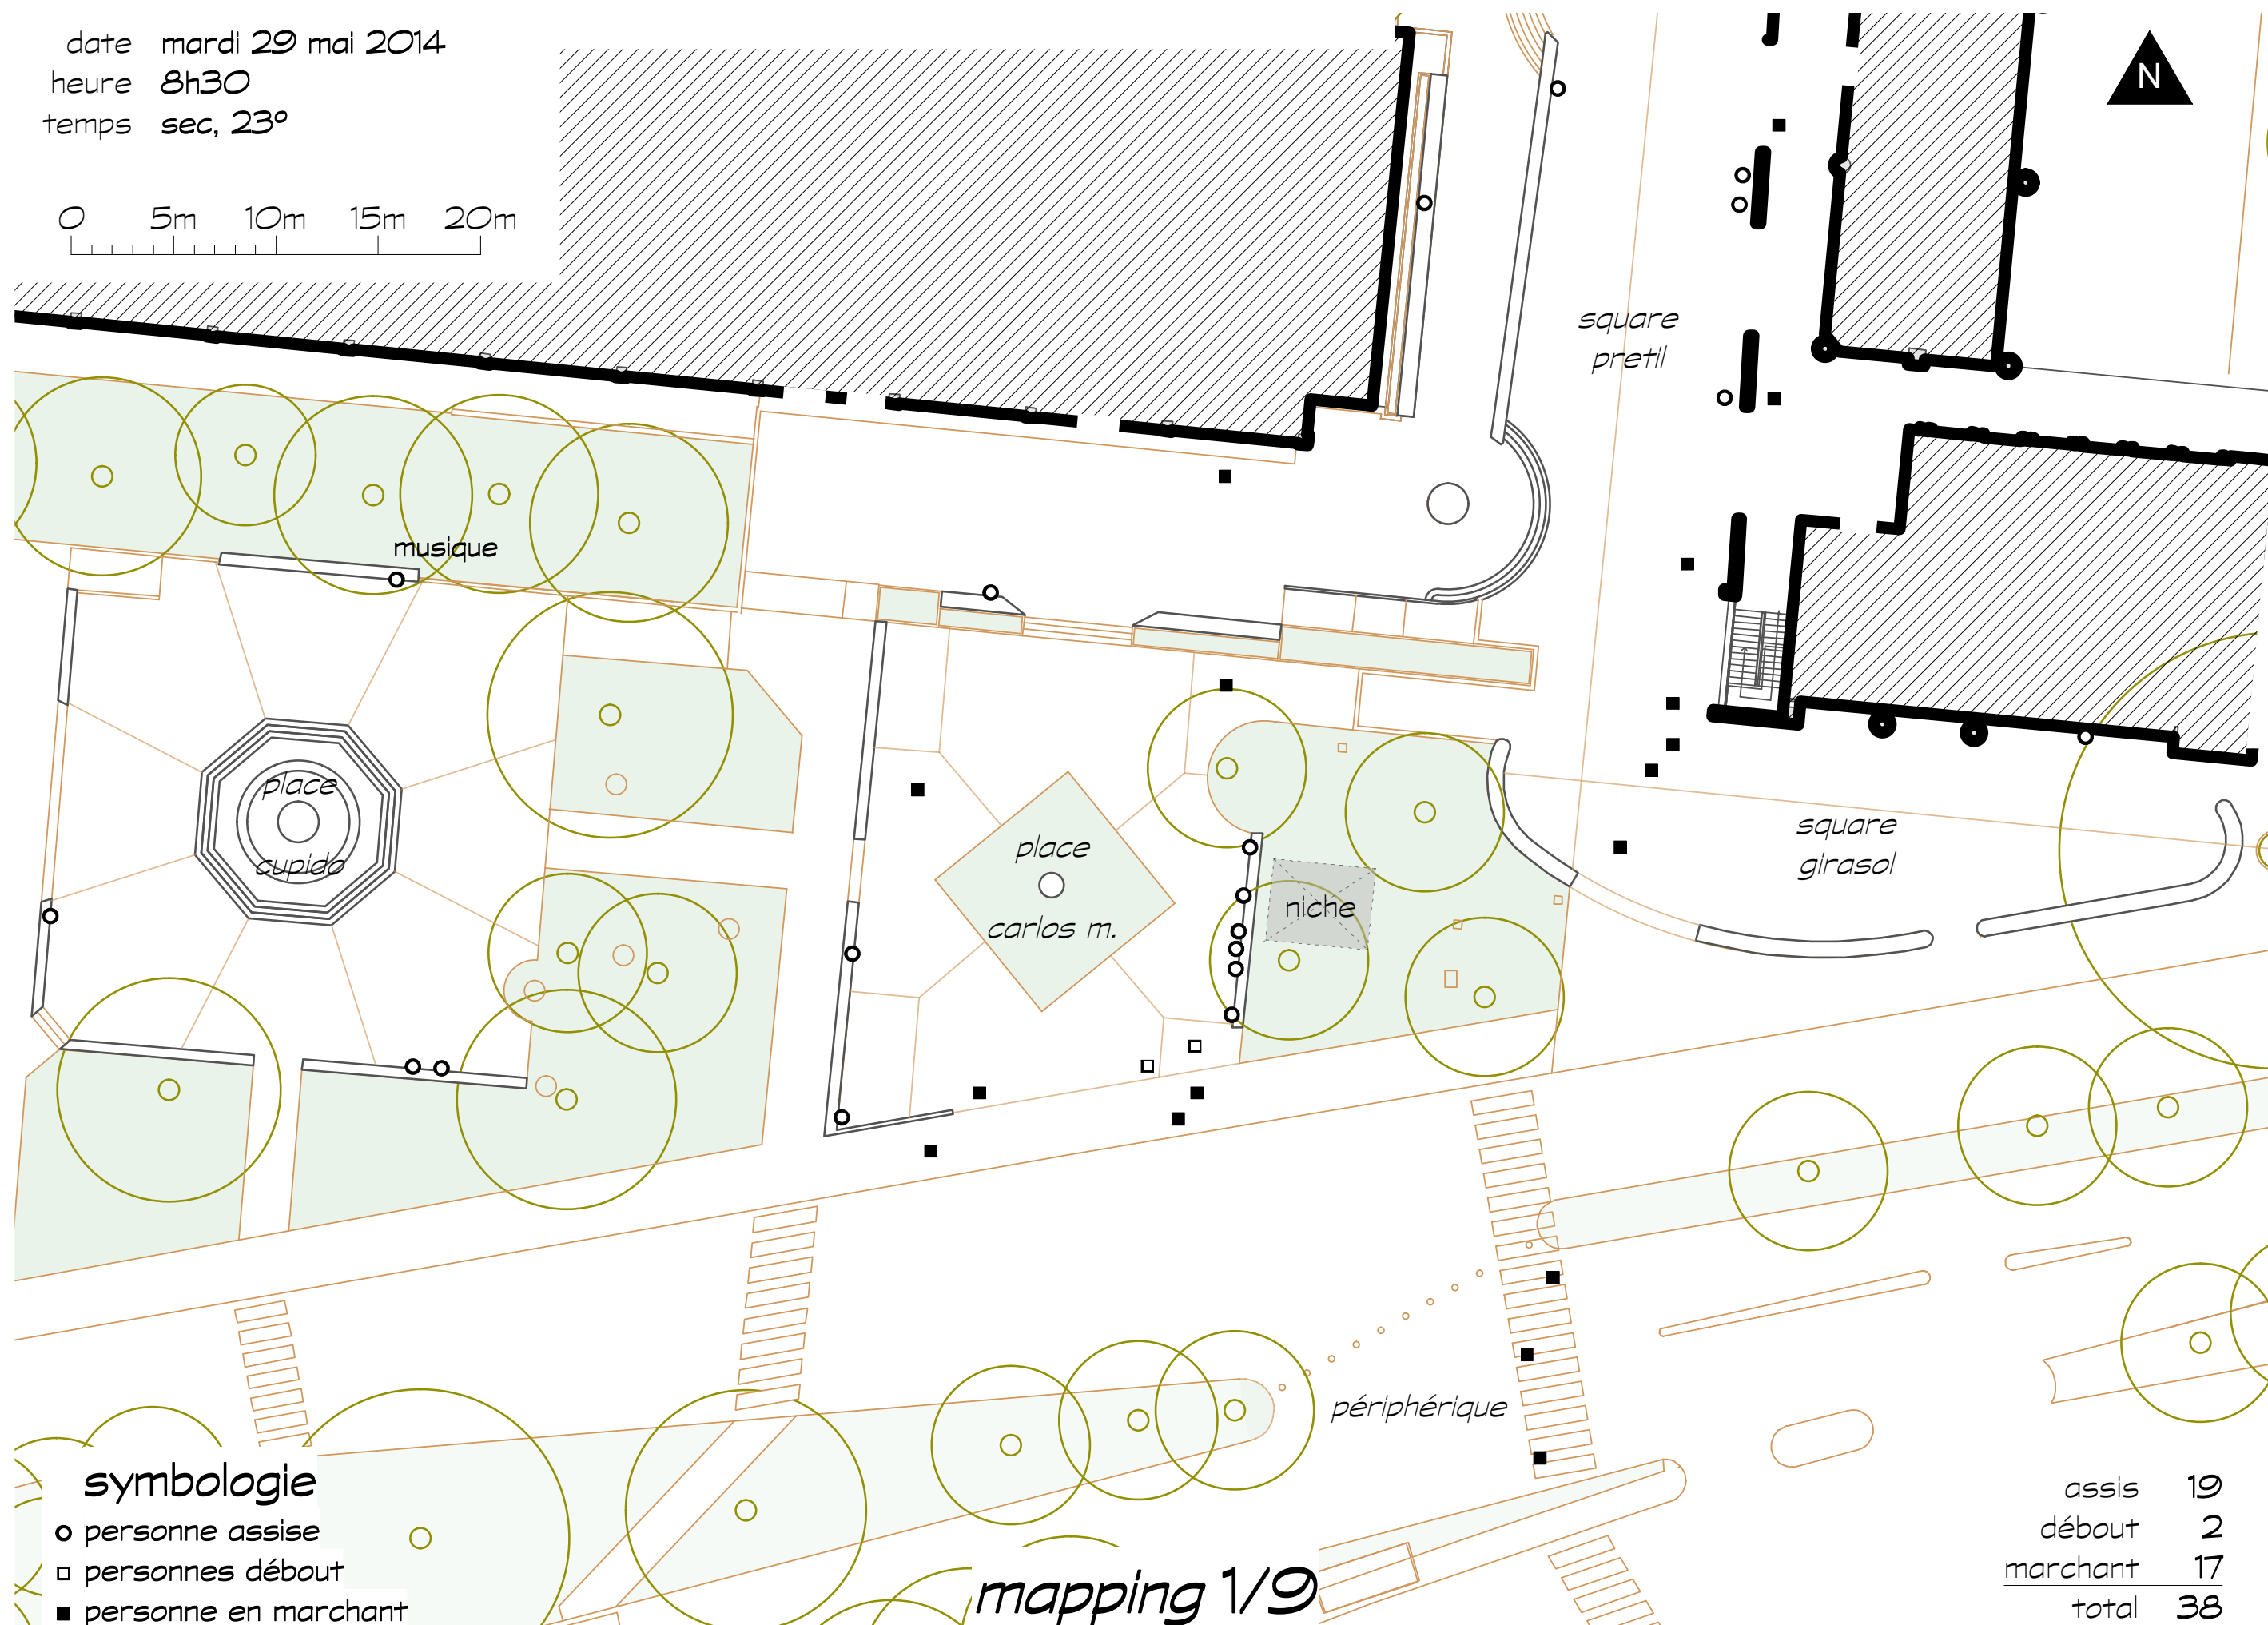 date mardi 29 mai 2014
heure 8h30
temps sec, 23°
0 5m 10m 15m 20m
N
square
pretil
musique
place
cupido
place
carlos m.
niche
square
girasol
périphérique
symbologie
personne assise
personnes débout
personne en marchant
mapping 1/9
assis 19
débout 2
marchant 17
total 38